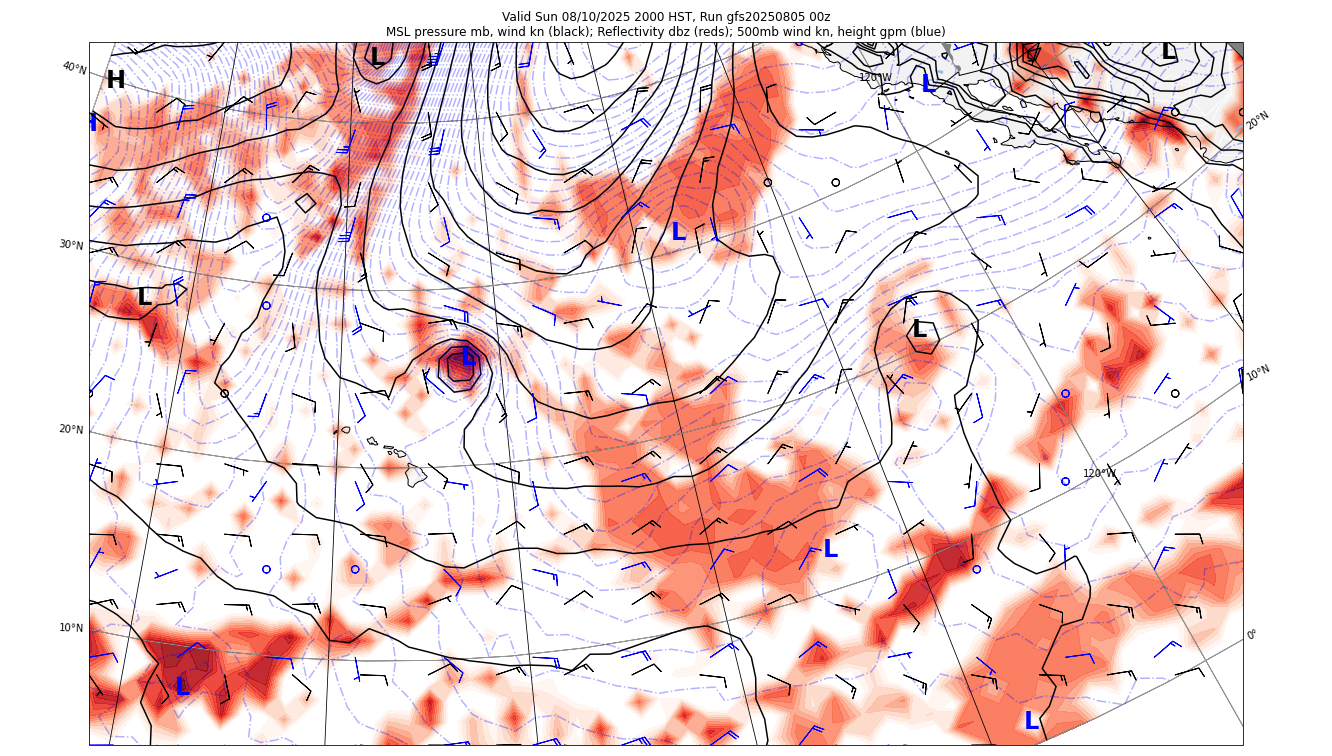 Valid Sun 08/10/2025 2000 HST, Run gfs20250805 00z
MSL pressure mb, wind kn (black); Reflectivity dbz (reds); 500mb wind kn, height gpm (blue)
L
L
40°N
H
120°W
L
H
20°N
L
30°N
L
L
L
10°N
20°N
120°W
L
10°N
0°
L
L